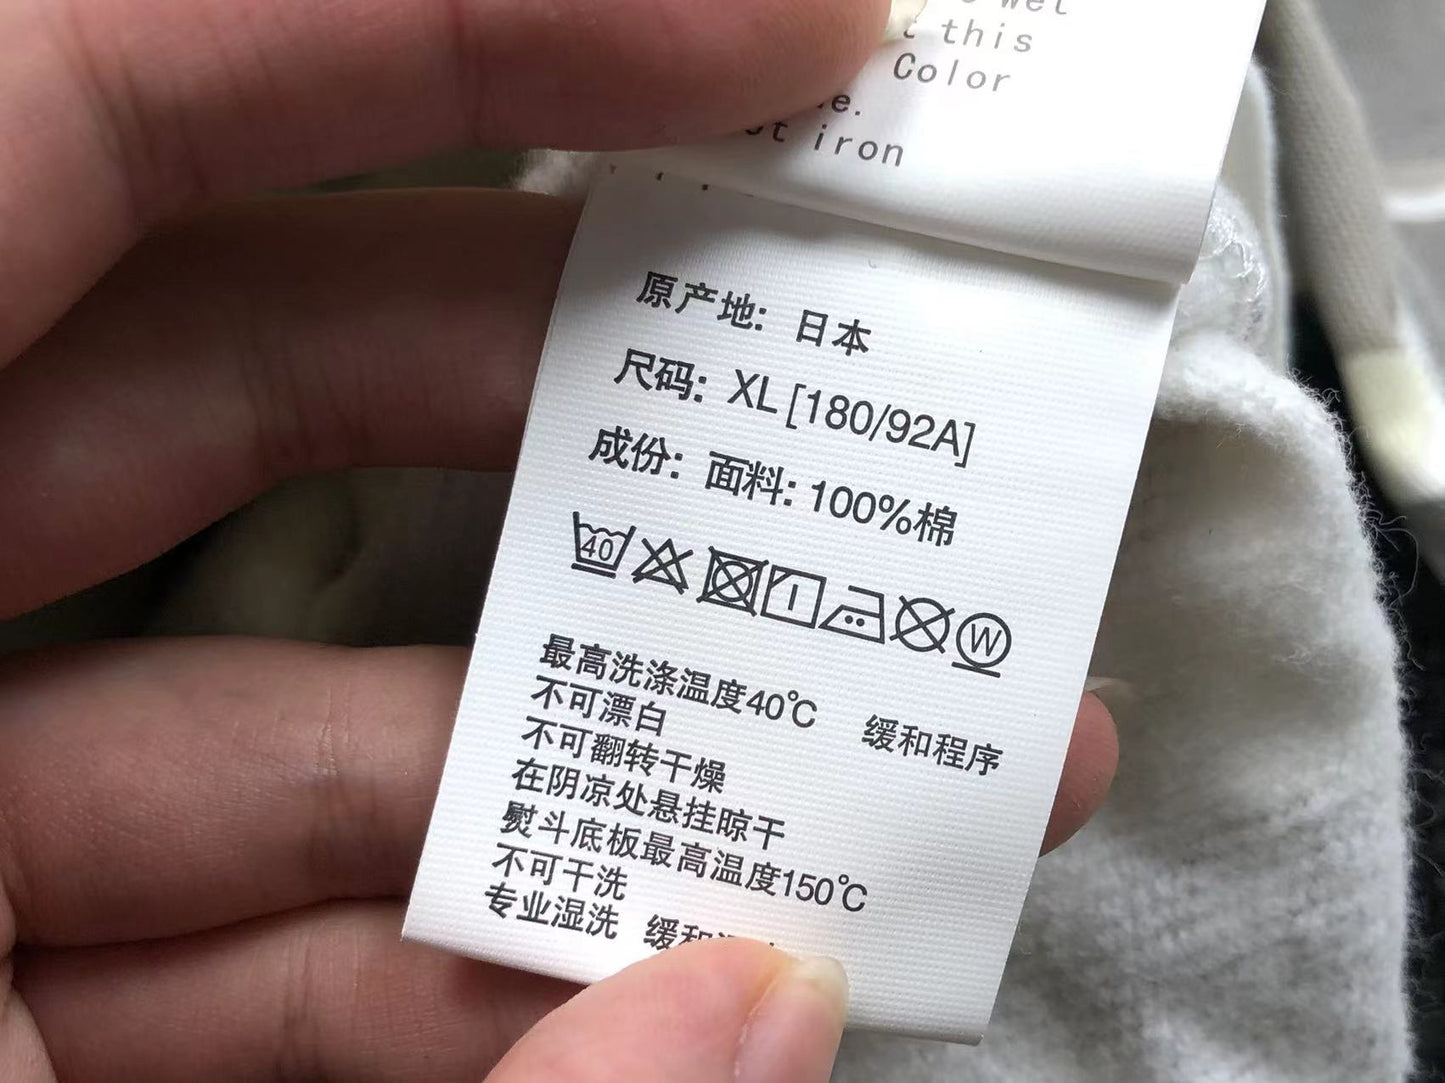 wet
this
Color
iron
原产地: 日本
尺码: XL [180/92A]
成份: 面料: 100%棉
40 W
最高洗涤温度40℃ 缓和程序
不可漂白
不可翻转干燥
在阴凉处悬挂晾干
熨斗底板最高温度150℃
不可干洗
专业湿洗 缓和